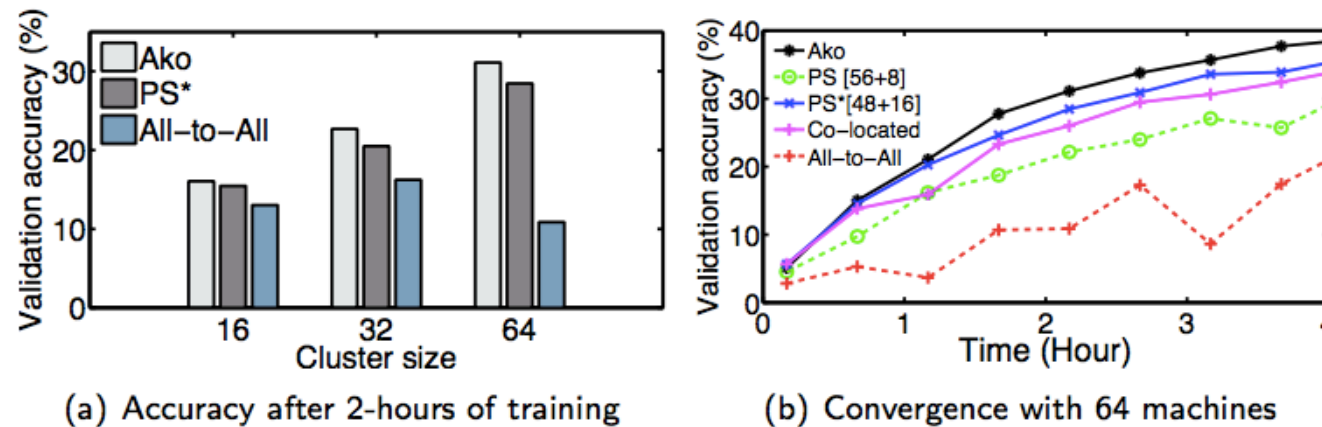 Validation accuracy (%)
30
20
10
0
Ako
PS*
All-to-All
16 32 64
Cluster size
(a) Accuracy after 2-hours of training
Validation accuracy (%)
40
30
20
10
0
Ako
PS [56+8]
PS*[48+16]
Co-located
All-to-All
0 1 2 3
Time (Hour)
(b) Convergence with 64 machines